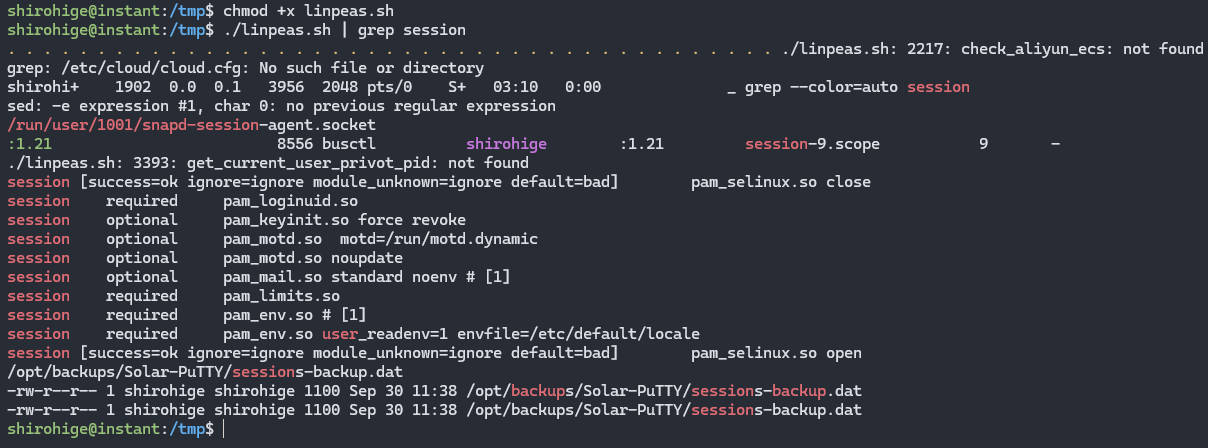 shirohige@instant:/tmp$ chmod +x linpeas.sh
shirohige@instant:/tmp$ ./linpeas.sh | grep session
. . . . . . . . . . . . . . . . . . . . . . . . . . . . . . . . . . . . . . . . . . . ./linpeas.sh: 2217: check_aliyun_ecs: not found
grep: /etc/cloud/cloud.cfg: No such file or directory
shirohi+    1902  0.0  0.1   3956  2048 pts/0    S+   03:10   0:00              _ grep --color=auto session
sed: -e expression #1, char 0: no previous regular expression
/run/user/1001/snapd-session-agent.socket
:1.21                         8556 busctl          shirohige        :1.21         session-9.scope           9       -
./linpeas.sh: 3393: get_current_user_privot_pid: not found
session [success=ok ignore=ignore module_unknown=ignore default=bad]        pam_selinux.so close
session    required     pam_loginuid.so
session    optional     pam_keyinit.so force revoke
session    optional     pam_motd.so  motd=/run/motd.dynamic
session    optional     pam_motd.so noupdate
session    optional     pam_mail.so standard noenv # [1]
session    required     pam_limits.so
session    required     pam_env.so # [1]
session    required     pam_env.so user_readenv=1 envfile=/etc/default/locale
session [success=ok ignore=ignore module_unknown=ignore default=bad]        pam_selinux.so open
/opt/backups/Solar-PuTTY/sessions-backup.dat
-rw-r--r-- 1 shirohige shirohige 1100 Sep 30 11:38 /opt/backups/Solar-PuTTY/sessions-backup.dat
-rw-r--r-- 1 shirohige shirohige 1100 Sep 30 11:38 /opt/backups/Solar-PuTTY/sessions-backup.dat
shirohige@instant:/tmp$